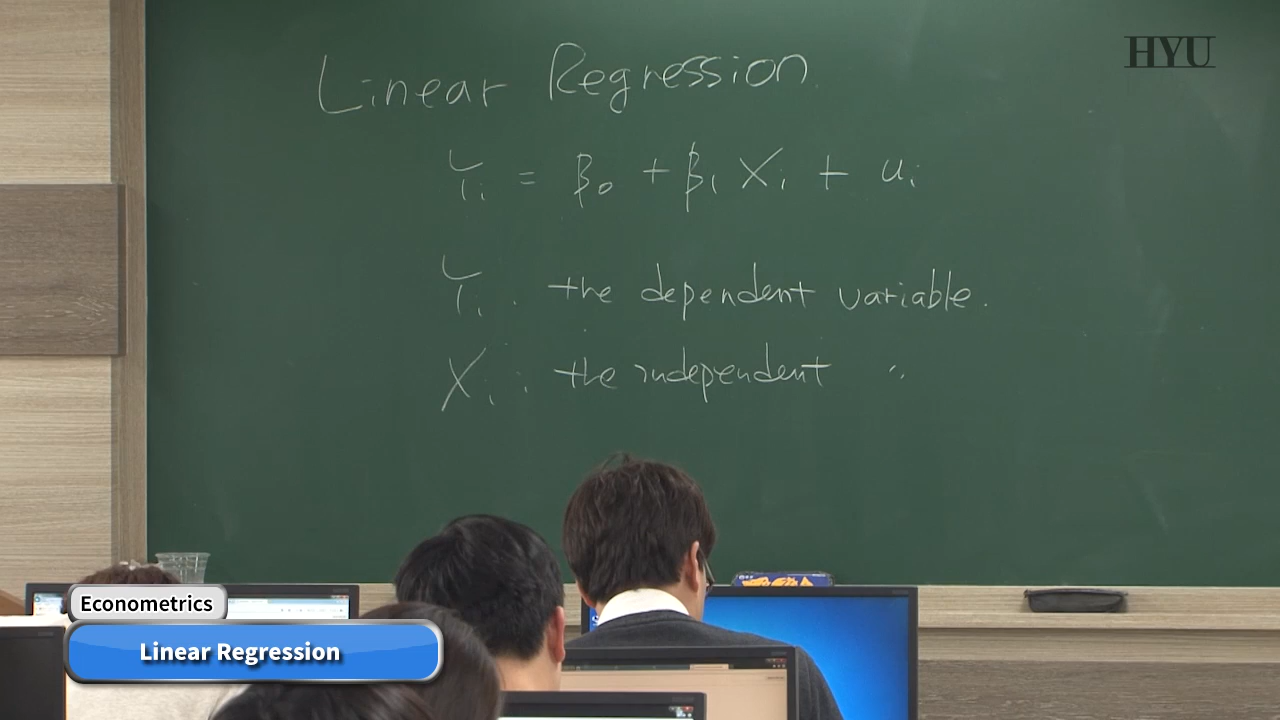 HYU
Linear Regression.
Yᵢ = β₀ + β₁ Xᵢ + uᵢ
Yᵢ : the dependent variable.
Xᵢ : the independent 〃
Econometrics
Linear Regression